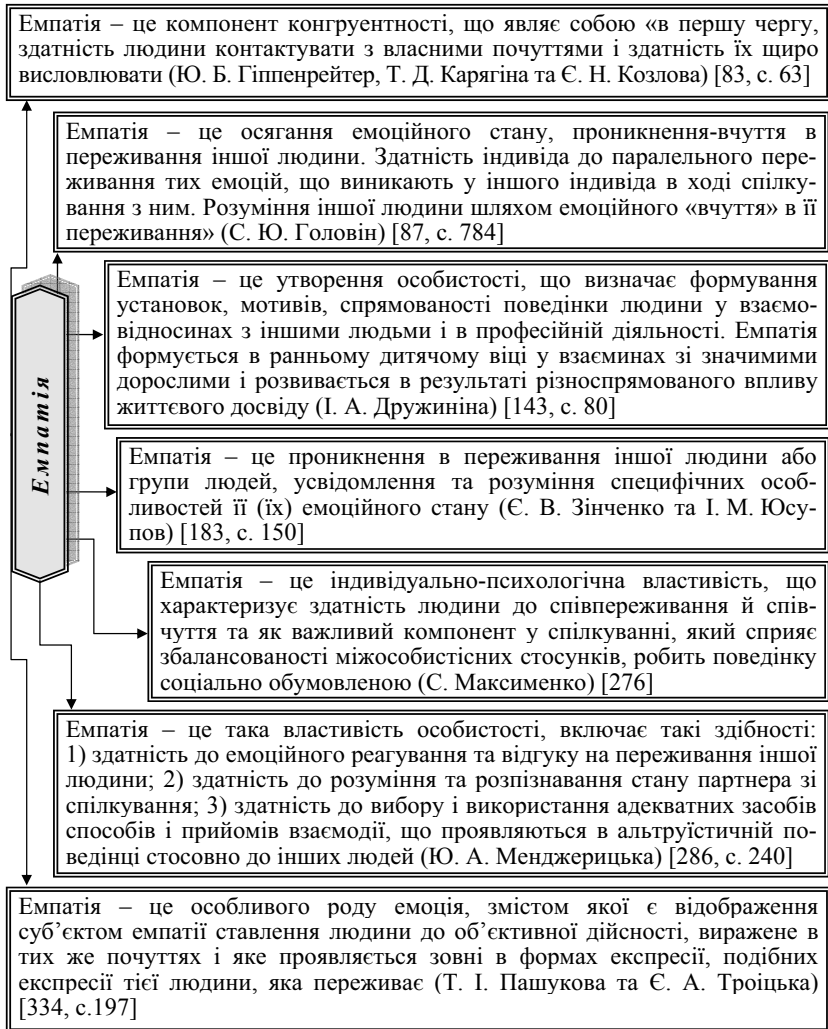 Емпатія – це компонент конгруентності, що являє собою «в першу чергу,
здатність людини контактувати з власними почуттями і здатність їх щиро
висловлювати (Ю. Б. Гіппенрейтер, Т. Д. Карягіна та Є. Н. Козлова) [83, с. 63]
Емпатія – це осягання емоційного стану, проникнення-вчуття в
переживання іншої людини. Здатність індивіда до паралельного пере-
живання тих емоцій, що виникають у іншого індивіда в ході спілку-
вання з ним. Розуміння іншої людини шляхом емоційного «вчуття» в її
переживання» (С. Ю. Головін) [87, с. 784]
Емпатія – це утворення особистості, що визначає формування
установок, мотивів, спрямованості поведінки людини у взаємо-
відносинах з іншими людьми і в професійній діяльності. Емпатія
формується в ранньому дитячому віці у взаєминах зі значимими
дорослими і розвивається в результаті різноспрямованого впливу
життєвого досвіду (І. А. Дружиніна) [143, с. 80]
Емпатія
Емпатія – це проникнення в переживання іншої людини або
групи людей, усвідомлення та розуміння специфічних особ-
ливостей її (їх) емоційного стану (Є. В. Зінченко та І. М. Юсу-
пов) [183, с. 150]
Емпатія – це індивідуально-психологічна властивість, що
характеризує здатність людини до співпереживання й спів-
чуття та як важливий компонент у спілкуванні, який сприяє
збалансованості міжособистісних стосунків, робить поведінку
соціально обумовленою (С. Максименко) [276]
Емпатія – це така властивість особистості, включає такі здібності:
1) здатність до емоційного реагування та відгуку на переживання іншої
людини; 2) здатність до розуміння та розпізнавання стану партнера зі
спілкування; 3) здатність до вибору і використання адекватних засобів
способів і прийомів взаємодії, що проявляються в альтруїстичній по-
ведінці стосовно до інших людей (Ю. А. Менджерицька) [286, с. 240]
Емпатія – це особливого роду емоція, змістом якої є відображення
суб’єктом емпатії ставлення людини до об’єктивної дійсності, виражене в
тих же почуттях і яке проявляється зовні в формах експресії, подібних
експресії тієї людини, яка переживає (Т. І. Пашукова та Є. А. Троіцька)
[334, с.197]